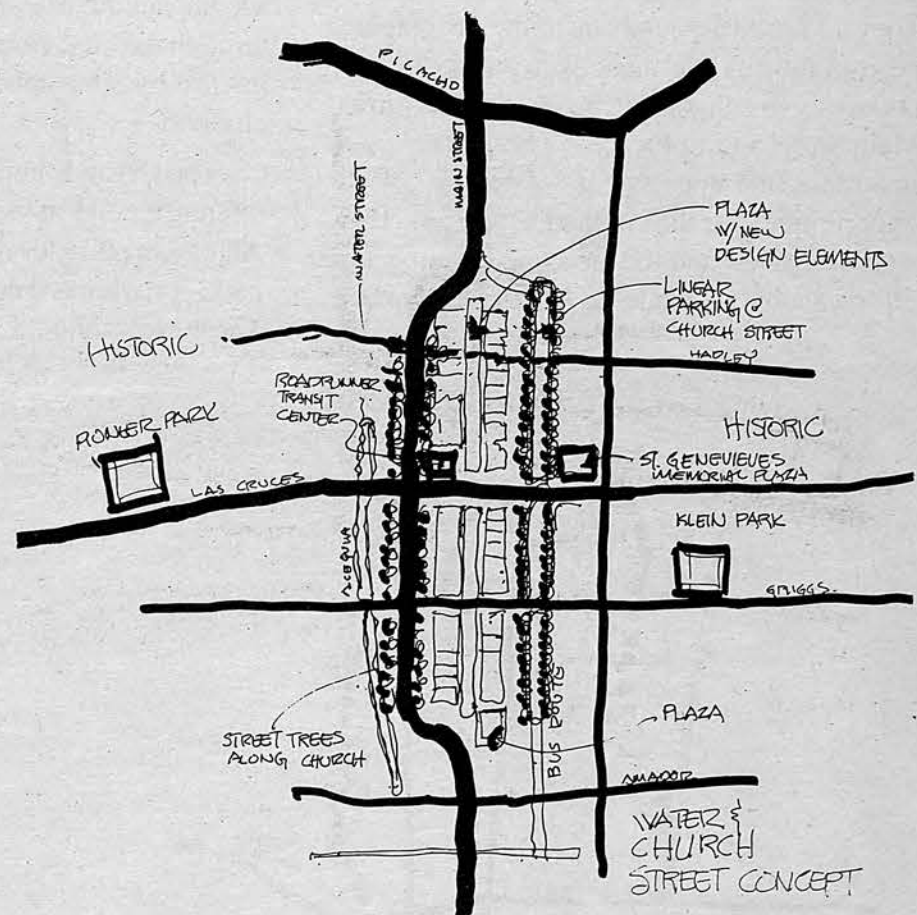 PICACHO
MAIN STREET
WATER STREET
PLAZA
W/ NEW
DESIGN ELEMENTS
LINEAR
PARKING @
CHURCH STREET
HADLEY
HISTORIC
ROADRUNNER
TRANSIT
CENTER
PIONEER PARK
LAS CRUCES
HISTORIC
ST. GENEVIEVES
MEMORIAL PLAZA
KLEIN PARK
ACEQUIA
GRIGGS
STREET TREES
ALONG CHURCH
PLAZA
BUS ROUTE
AMADOR
WATER &
CHURCH
STREET CONCEPT